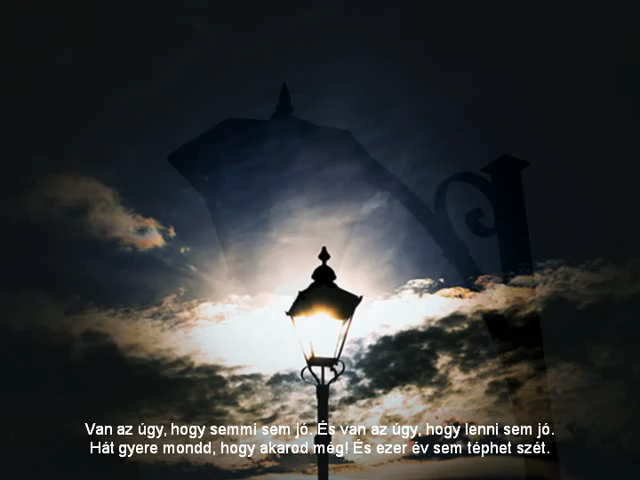 Van az úgy, hogy semmi sem jó. És van az úgy, hogy lenni sem jó.
Hát gyere mondd, hogy akarod még! És ezer év sem téphet szét.